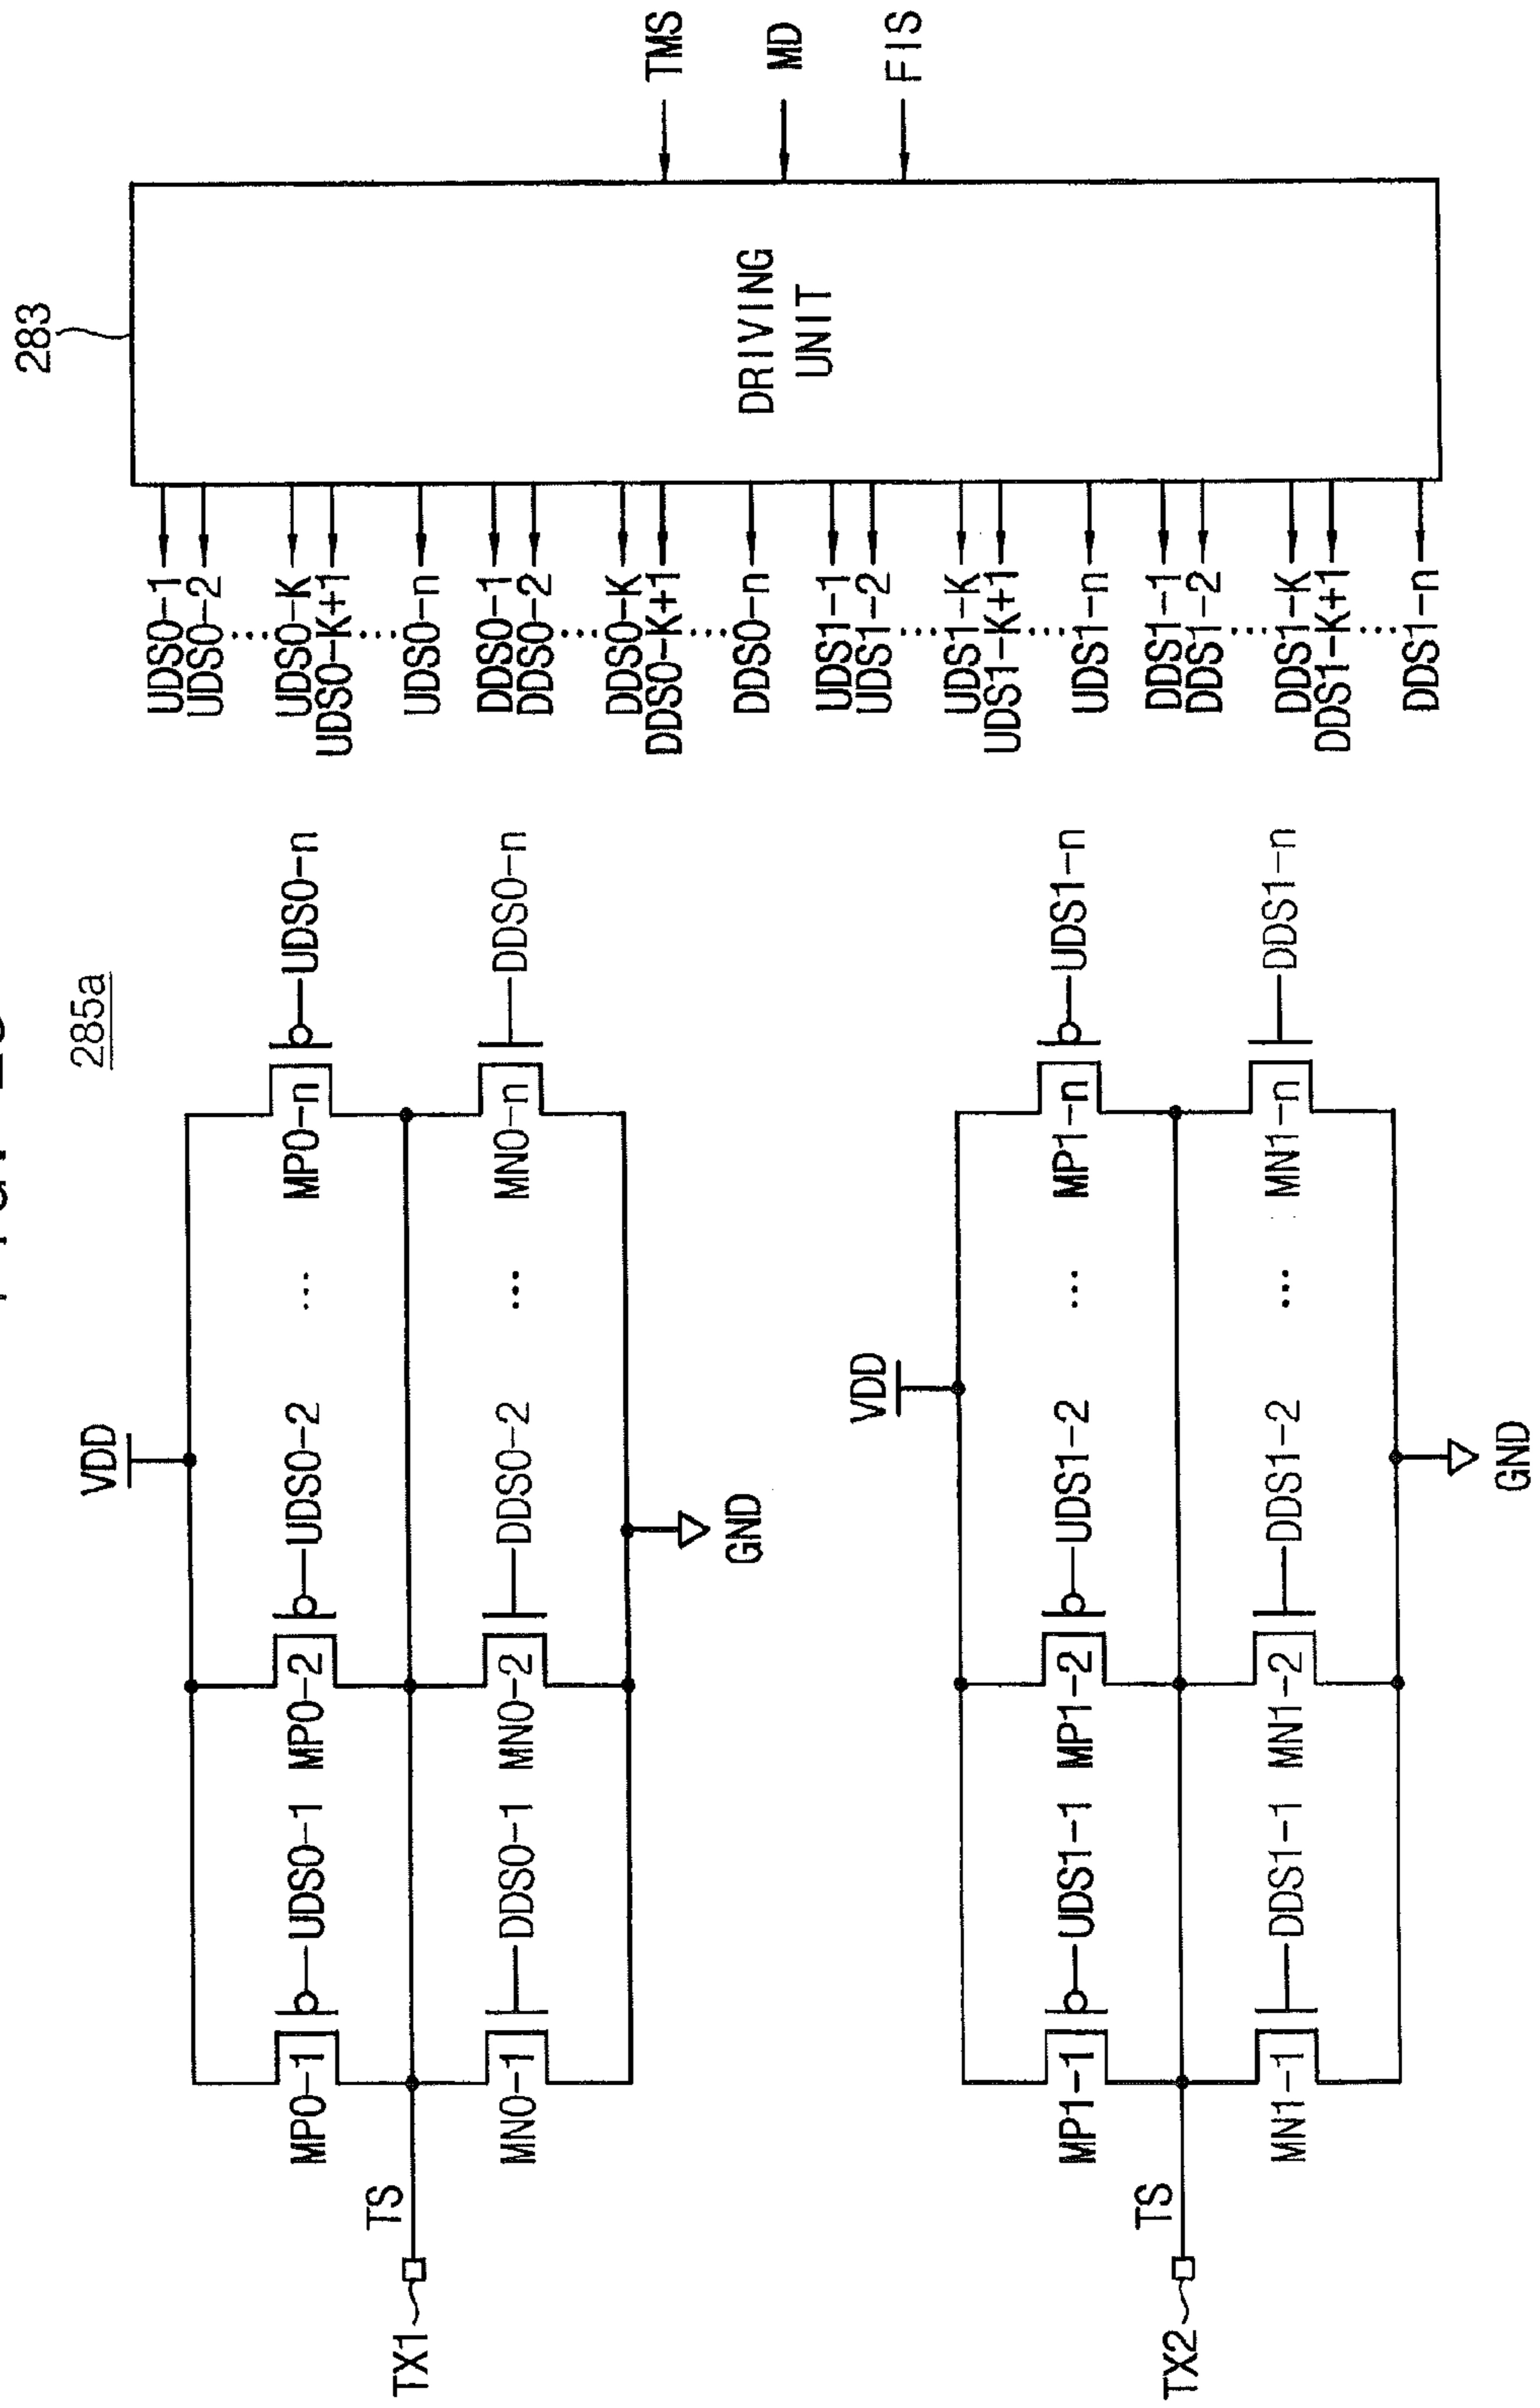 285a
VDD
MP0-1
UDS0-1
MP0-2
UDS0-2
...
MP0-n
UDS0-n
TX1
TS
MN0-1
DDS0-1
MN0-2
DDS0-2
...
MN0-n
DDS0-n
GND
VDD
MP1-1
UDS1-1
MP1-2
UDS1-2
...
MP1-n
UDS1-n
TX2
TS
MN1-1
DDS1-1
MN1-2
DDS1-2
...
MN1-n
DDS1-n
GND
283
UDS0-1
UDS0-2
UDS0-K
UDS0-K+1
UDS0-n
DDS0-1
DDS0-2
DDS0-K
DDS0-K+1
DDS0-n
UDS1-1
UDS1-2
UDS1-K
UDS1-K+1
UDS1-n
DDS1-1
DDS1-2
DDS1-K
DDS1-K+1
DDS1-n
DRIVING
UNIT
TMS
MD
FIS